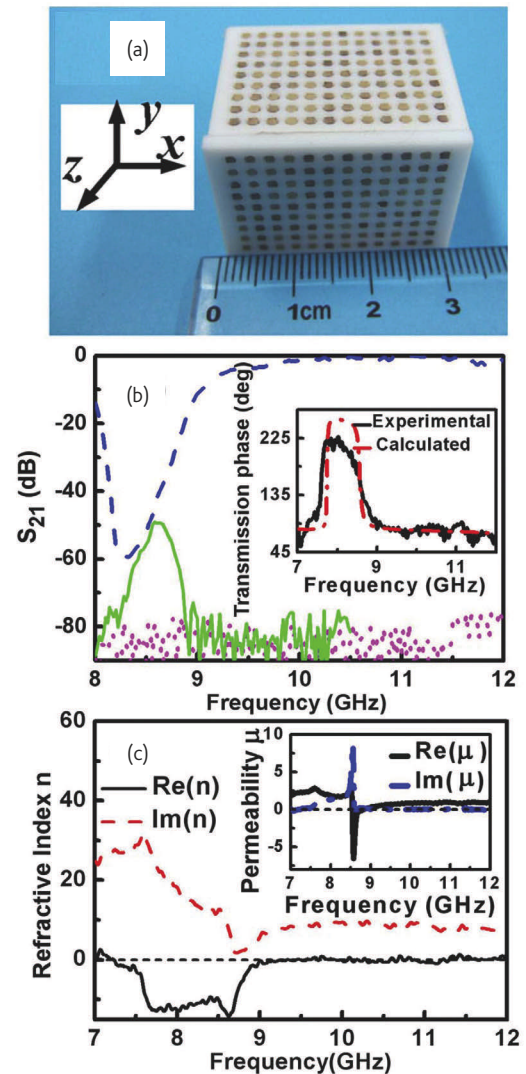 (a)
y
x
z
0 1cm 2 3
(b)
S21 (dB)
0
-20
-40
-60
-80
8 9 10 11 12
Frequency (GHz)
Transmission phase (deg)
Experimental
Calculated
225
135
45
7 9 11
Frequency (GHz)
(c)
Refractive Index n
60
40
20
0
Re(n)
Im(n)
7 8 9 10 11 12
Frequency(GHz)
Permeability μ
10
5
0
-5
Re(μ)
Im(μ)
7 8 9 10 11 12
Frequency (GHz)